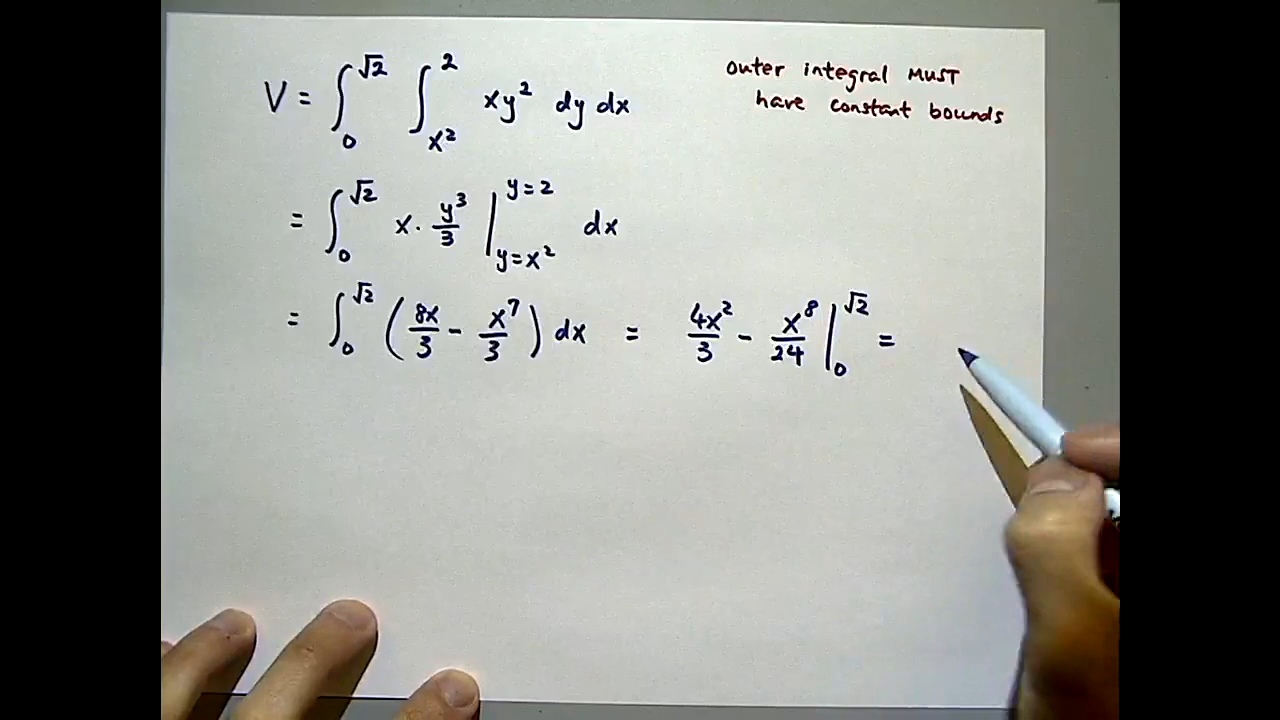 V = ∫₀^√2 ∫_{x²}^2 xy² dy dx
outer integral MUST
have constant bounds
= ∫₀^√2 x · y³/3 |_{y=x²}^{y=2} dx
= ∫₀^√2 (8x/3 − x⁷/3) dx = 4x²/3 − x⁸/24 |₀^√2 =